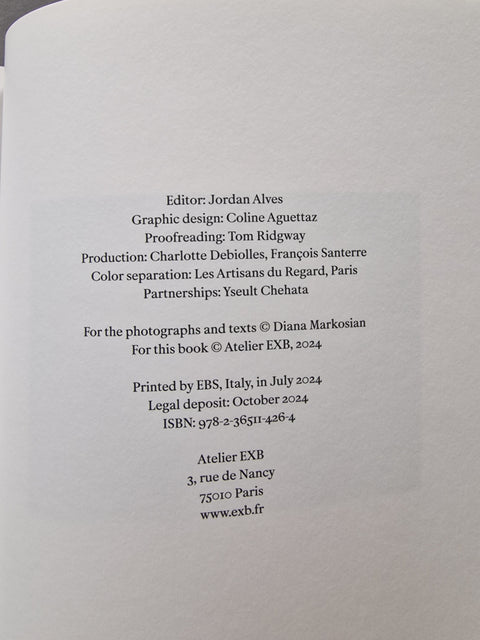 Editor: Jordan Alves
Graphic design: Coline Aguettaz
Proofreading: Tom Ridgway
Production: Charlotte Debiolles, François Santerre
Color separation: Les Artisans du Regard, Paris
Partnerships: Yseult Chehata
For the photographs and texts © Diana Markosian
For this book © Atelier EXB, 2024
Printed by EBS, Italy, in July 2024
Legal deposit: October 2024
ISBN: 978-2-36511-426-4
Atelier EXB
3, rue de Nancy
75010 Paris
www.exb.fr